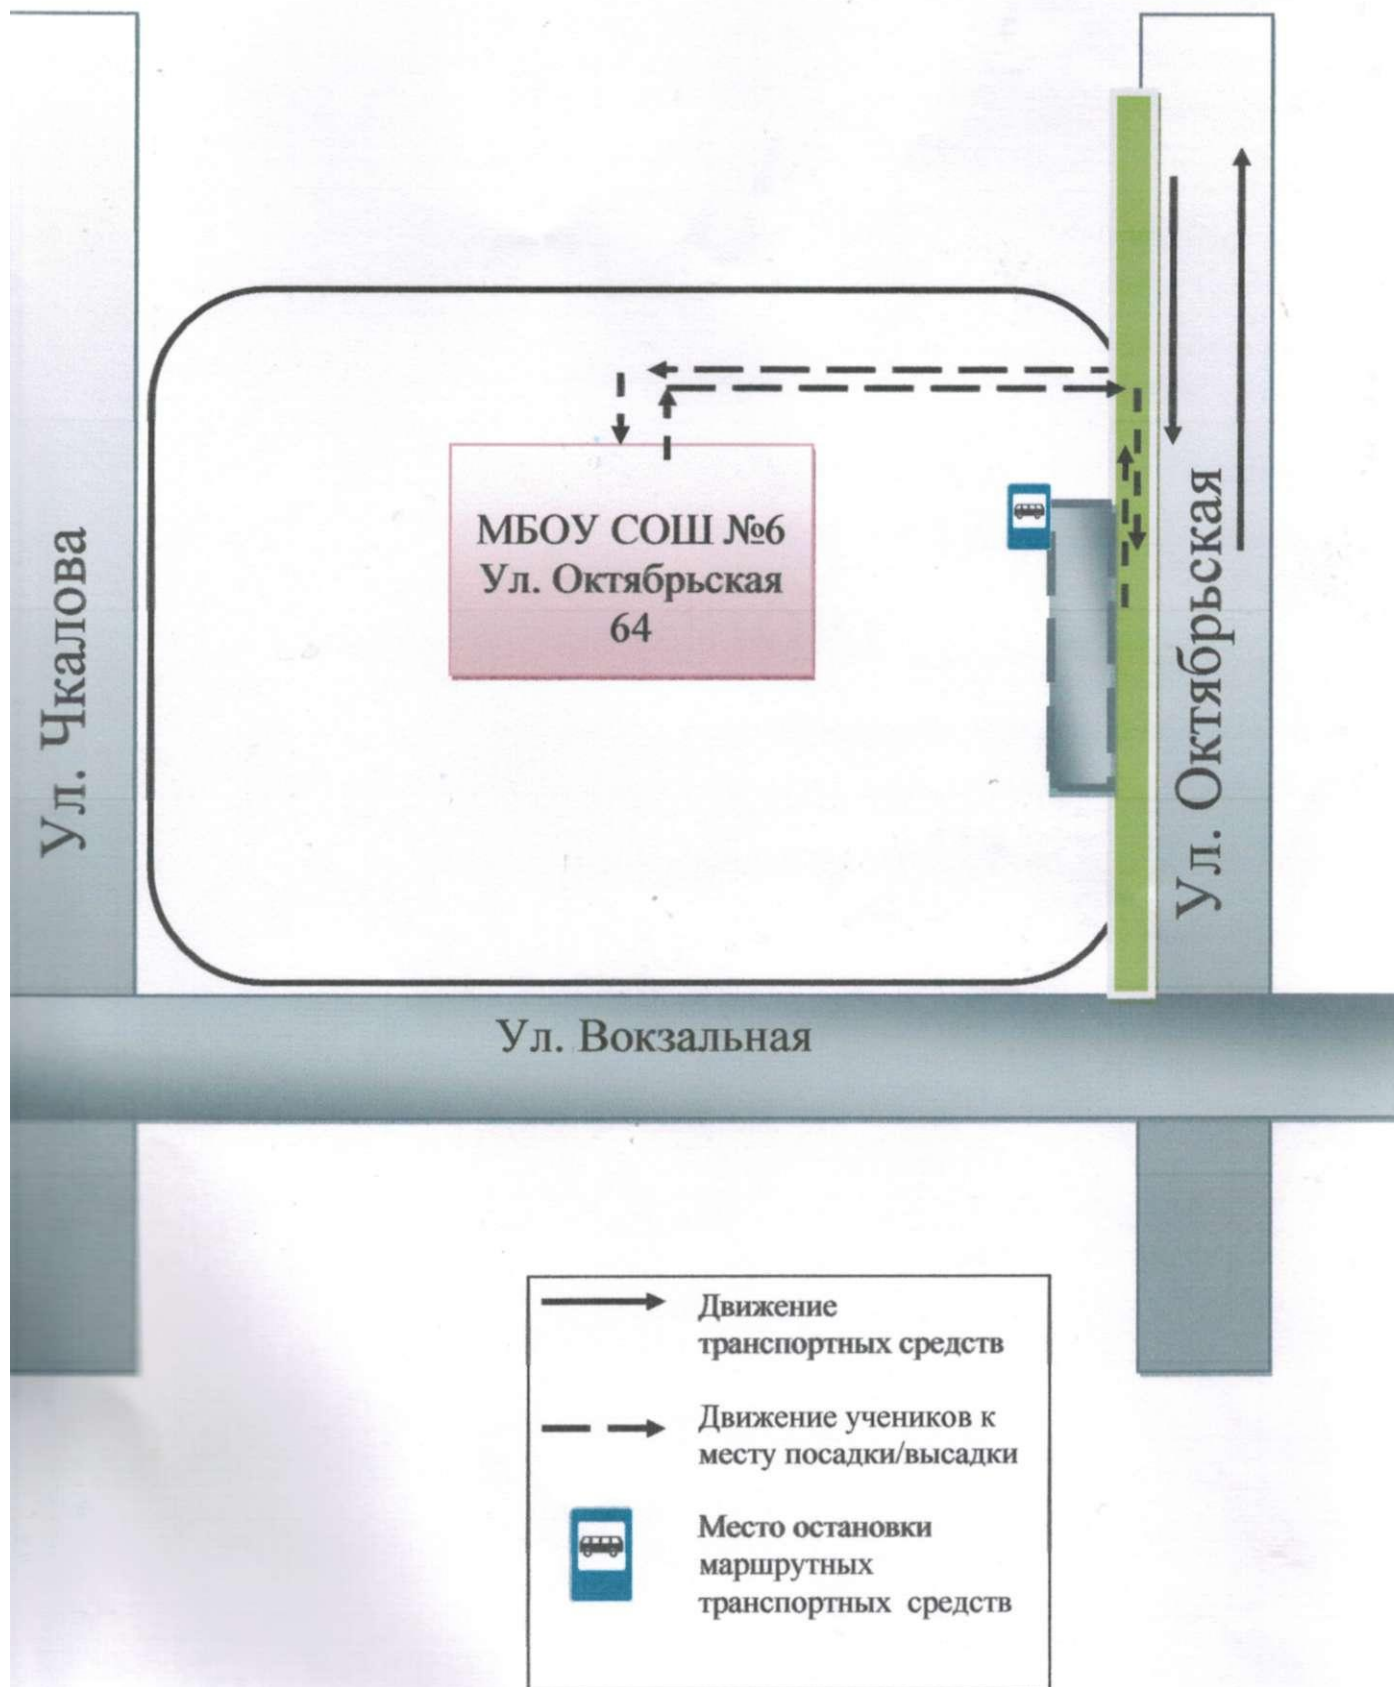 МБОУ СОШ №6
Ул. Октябрьская
64
Ул. Чкалова
Ул. Октябрьская
Ул. Вокзальная
Движение
транспортных средств
Движение учеников к
месту посадки/высадки
Место остановки
маршрутных
транспортных средств